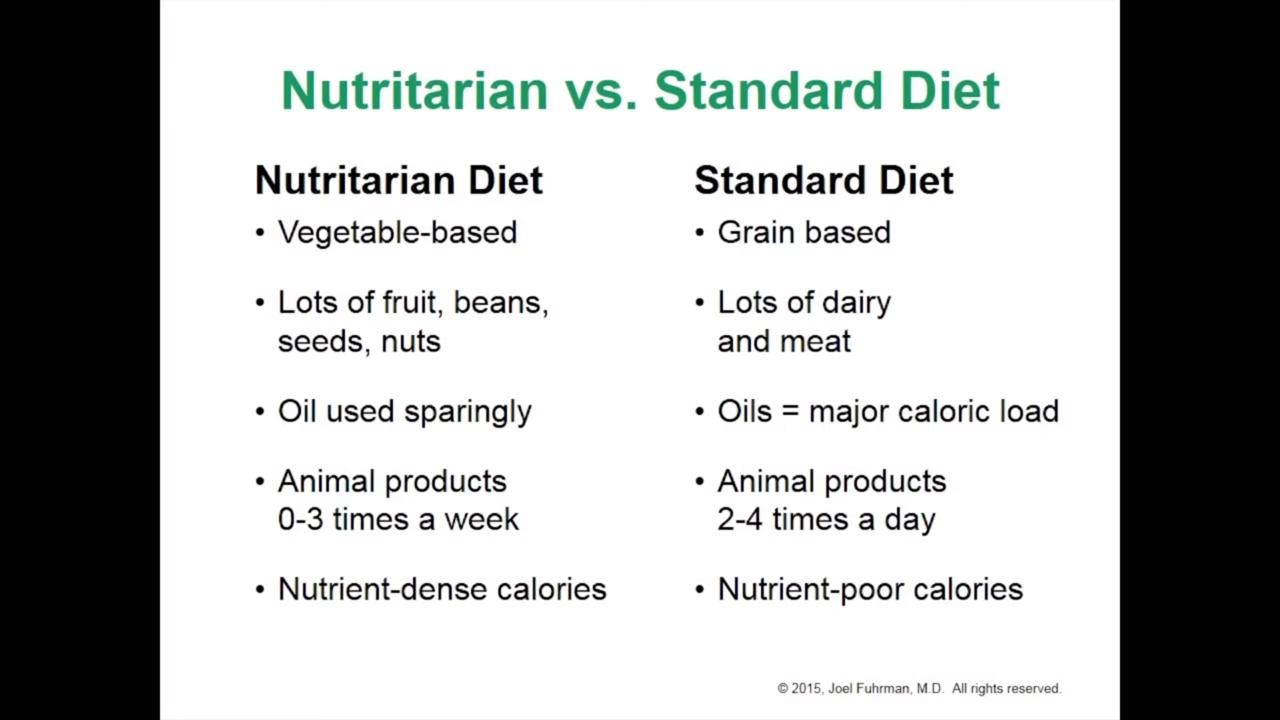 Nutritarian vs. Standard Diet
Nutritarian Diet
• Vegetable-based
• Lots of fruit, beans,
seeds, nuts
• Oil used sparingly
• Animal products
0-3 times a week
• Nutrient-dense calories
Standard Diet
• Grain based
• Lots of dairy
and meat
• Oils = major caloric load
• Animal products
2-4 times a day
• Nutrient-poor calories
© 2015, Joel Fuhrman, M.D. All rights reserved.